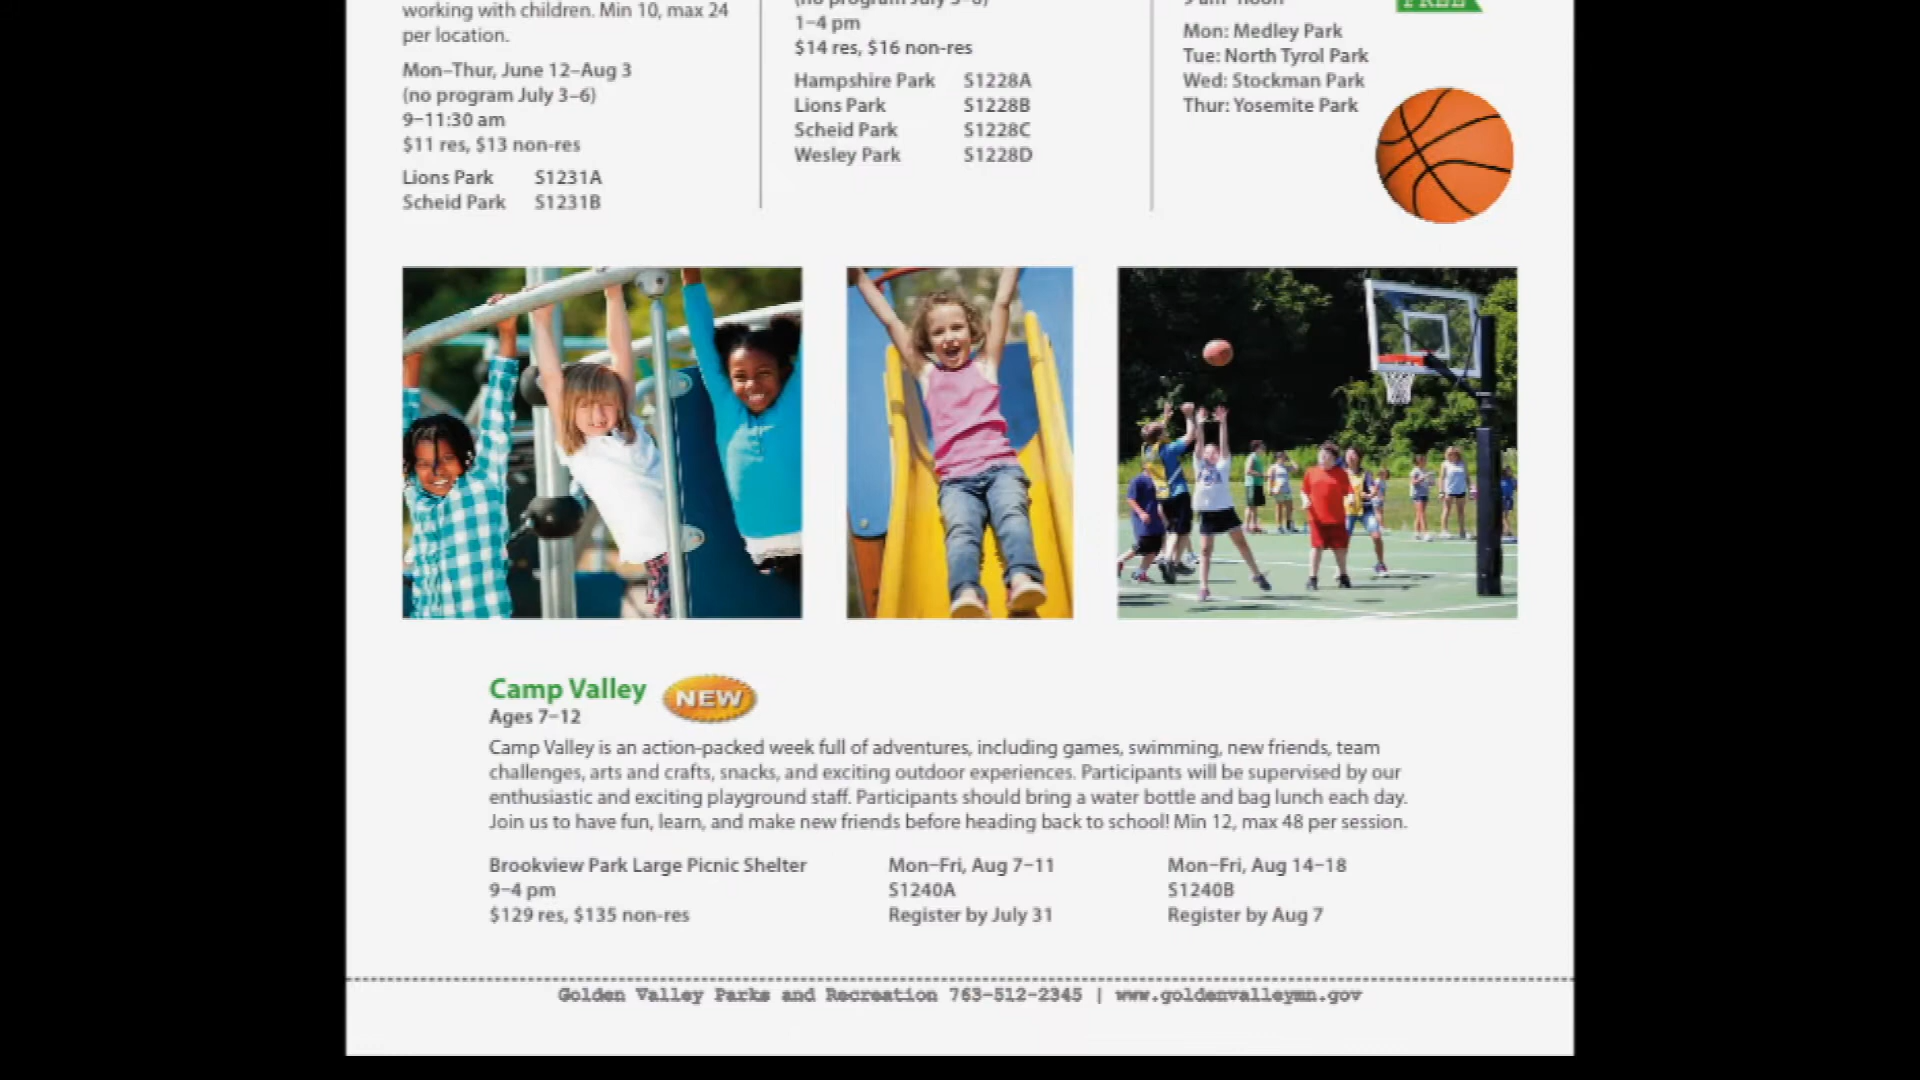 working with children. Min 10, max 24
per location.
Mon–Thur, June 12–Aug 3
(no program July 3–6)
9–11:30 am
$11 res, $13 non-res
Lions Park S1231A
Scheid Park S1231B
(no program July 3–6)
1–4 pm
$14 res, $16 non-res
Hampshire Park S1228A
Lions Park S1228B
Scheid Park S1228C
Wesley Park S1228D
9 am–noon
FREE
Mon: Medley Park
Tue: North Tyrol Park
Wed: Stockman Park
Thur: Yosemite Park
Camp Valley NEW
Ages 7–12
Camp Valley is an action-packed week full of adventures, including games, swimming, new friends, team
challenges, arts and crafts, snacks, and exciting outdoor experiences. Participants will be supervised by our
enthusiastic and exciting playground staff. Participants should bring a water bottle and bag lunch each day.
Join us to have fun, learn, and make new friends before heading back to school! Min 12, max 48 per session.
Brookview Park Large Picnic Shelter
9–4 pm
$129 res, $135 non-res
Mon–Fri, Aug 7–11
S1240A
Register by July 31
Mon–Fri, Aug 14–18
S1240B
Register by Aug 7
Golden Valley Parks and Recreation 763-512-2345 | www.goldenvalleymn.gov